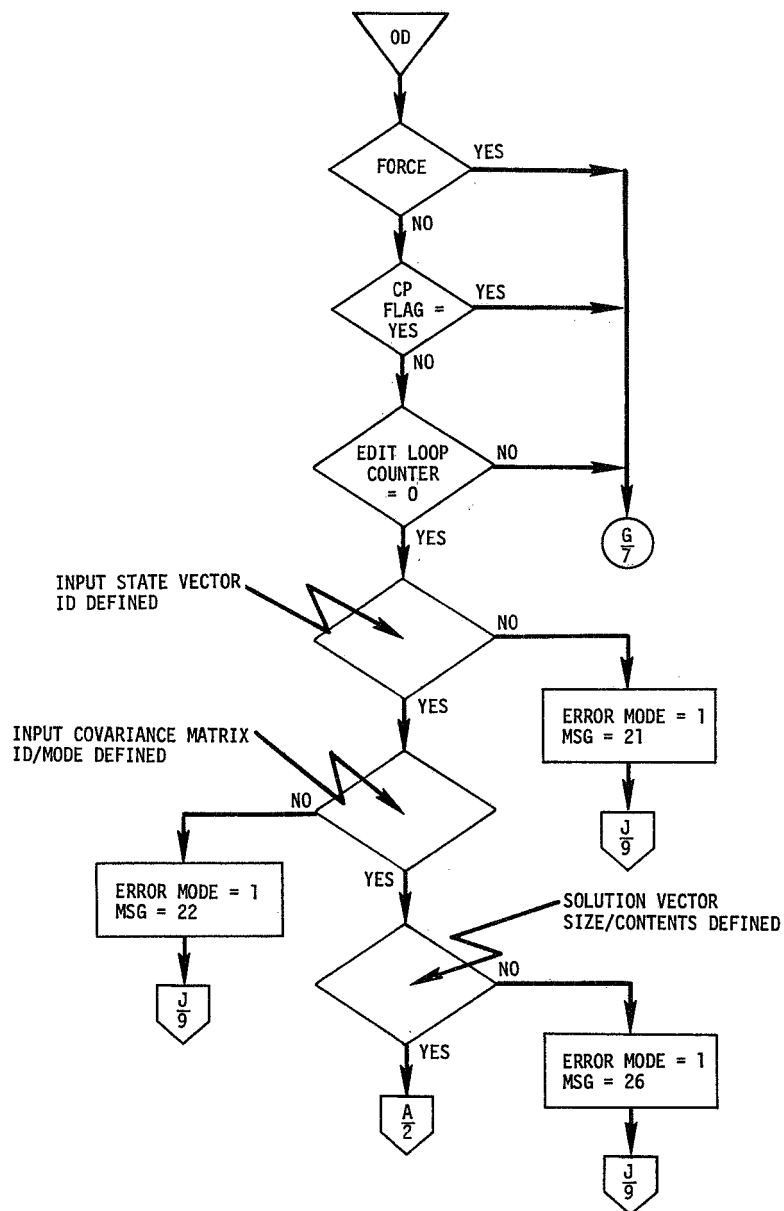 OD
FORCE
YES
NO
CP
FLAG =
YES
YES
NO
EDIT LOOP
COUNTER
= 0
NO
YES
G
7
INPUT STATE VECTOR
ID DEFINED
NO
YES
ERROR MODE = 1
MSG = 21
J
9
INPUT COVARIANCE MATRIX
ID/MODE DEFINED
NO
YES
ERROR MODE = 1
MSG = 22
J
9
SOLUTION VECTOR
SIZE/CONTENTS DEFINED
NO
YES
ERROR MODE = 1
MSG = 26
J
9
A
2